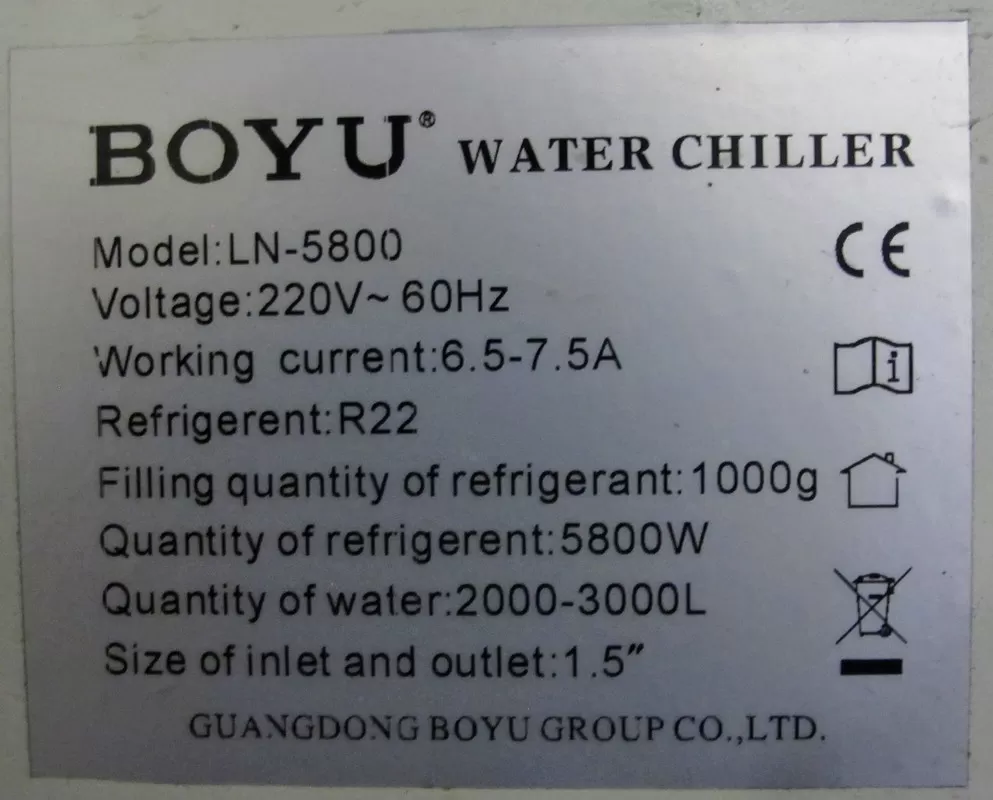 BOYU® WATER CHILLER
Model:LN-5800
Voltage:220V~ 60Hz
Working current:6.5-7.5A
Refrigerent:R22
Filling quantity of refrigerant:1000g
Quantity of refrigerent:5800W
Quantity of water:2000-3000L
Size of inlet and outlet:1.5″
GUANGDONG BOYU GROUP CO.,LTD.
CE
i